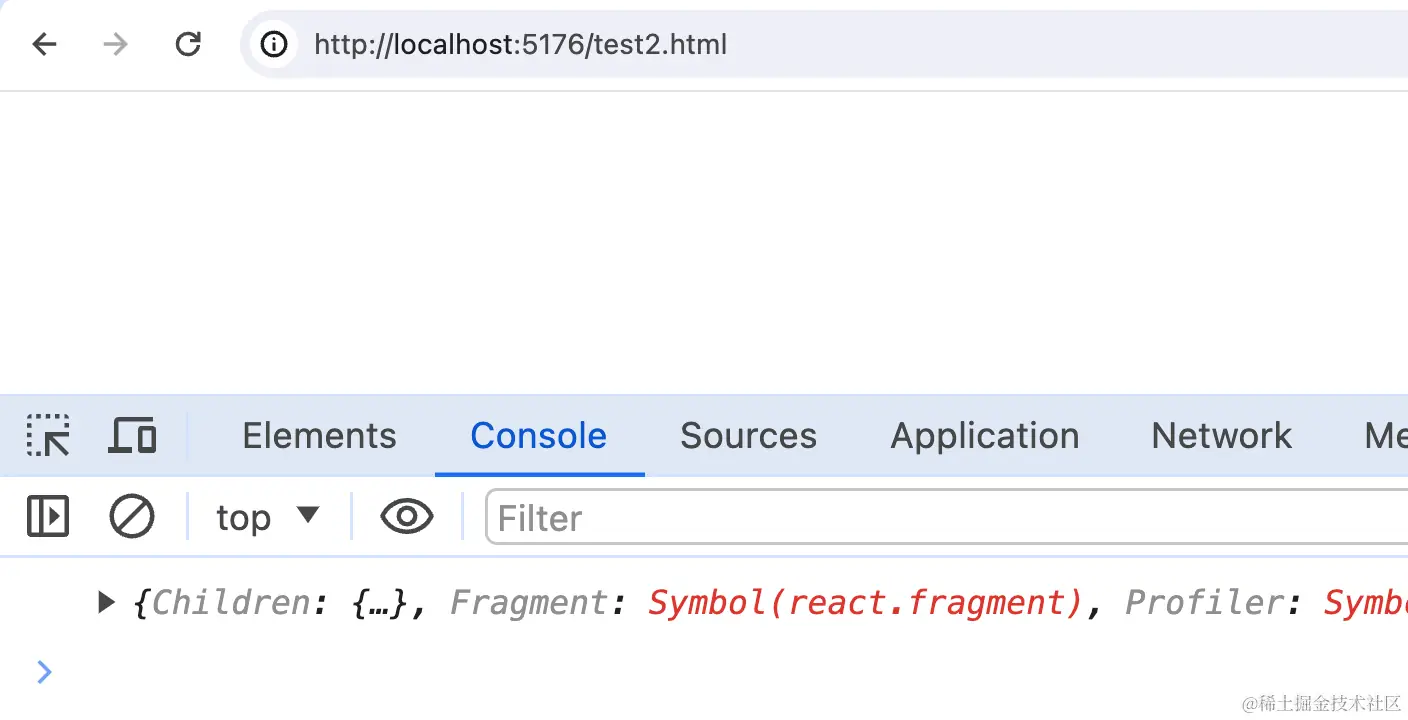 http://localhost:5176/test2.html
Elements Console Sources Application Network Me
top Filter
{Children: {…}, Fragment: Symbol(react.fragment), Profiler: Symb
@稀土掘金技术社区